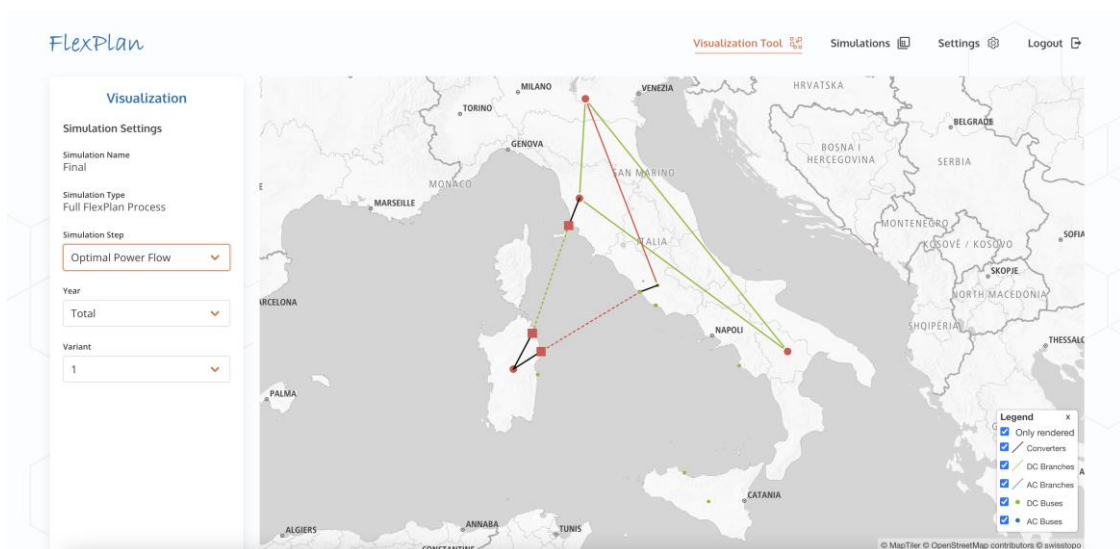 FlexPlan
Visualization Tool
Simulations
Settings
Logout
Visualization
Simulation Settings
Simulation Name
Final
Simulation Type
Full FlexPlan Process
Simulation Step
Optimal Power Flow
Year
Total
Variant
1
MILANO
VENEZIA
HRVATSKA
TORINO
BELGRADE
GENOVA
BOSNA I
HERCEGOVINA
SERBIA
SAN MARINO
MONACO
MARSEILLE
MONTENEGRO
ITALIA
KOSOVË / KOSOVO
SOFIA
SKOPJE
ARCELONA
NORTH MACEDONIA
NAPOLI
SHQIPËRIA
THESSALO
PALMA
CATANIA
ALGIERS
ANNABA
TUNIS
CONSTANTINE
Legend x
Only rendered
Converters
DC Branches
AC Branches
DC Buses
AC Buses
© MapTiler © OpenStreetMap contributors © swisstopo